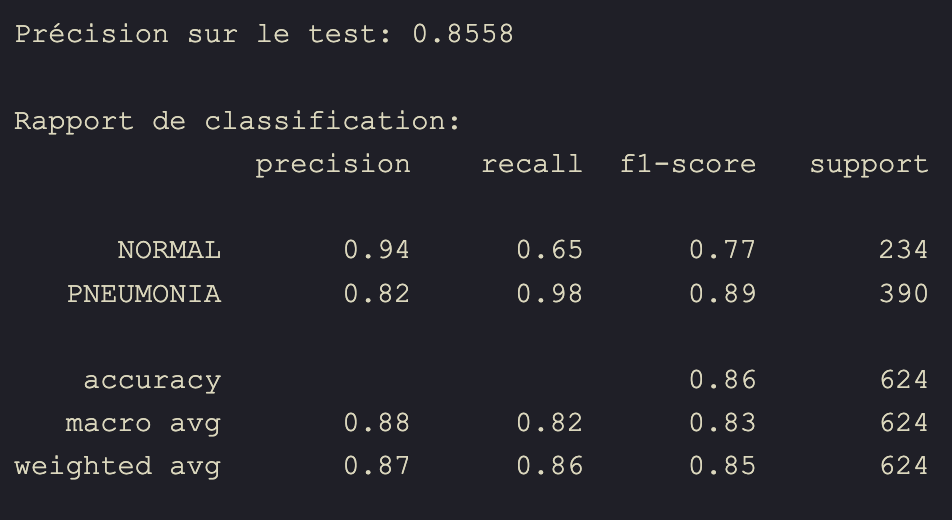 Précision sur le test: 0.8558
Rapport de classification:
precision recall f1-score support
NORMAL 0.94 0.65 0.77 234
PNEUMONIA 0.82 0.98 0.89 390
accuracy 0.86 624
macro avg 0.88 0.82 0.83 624
weighted avg 0.87 0.86 0.85 624